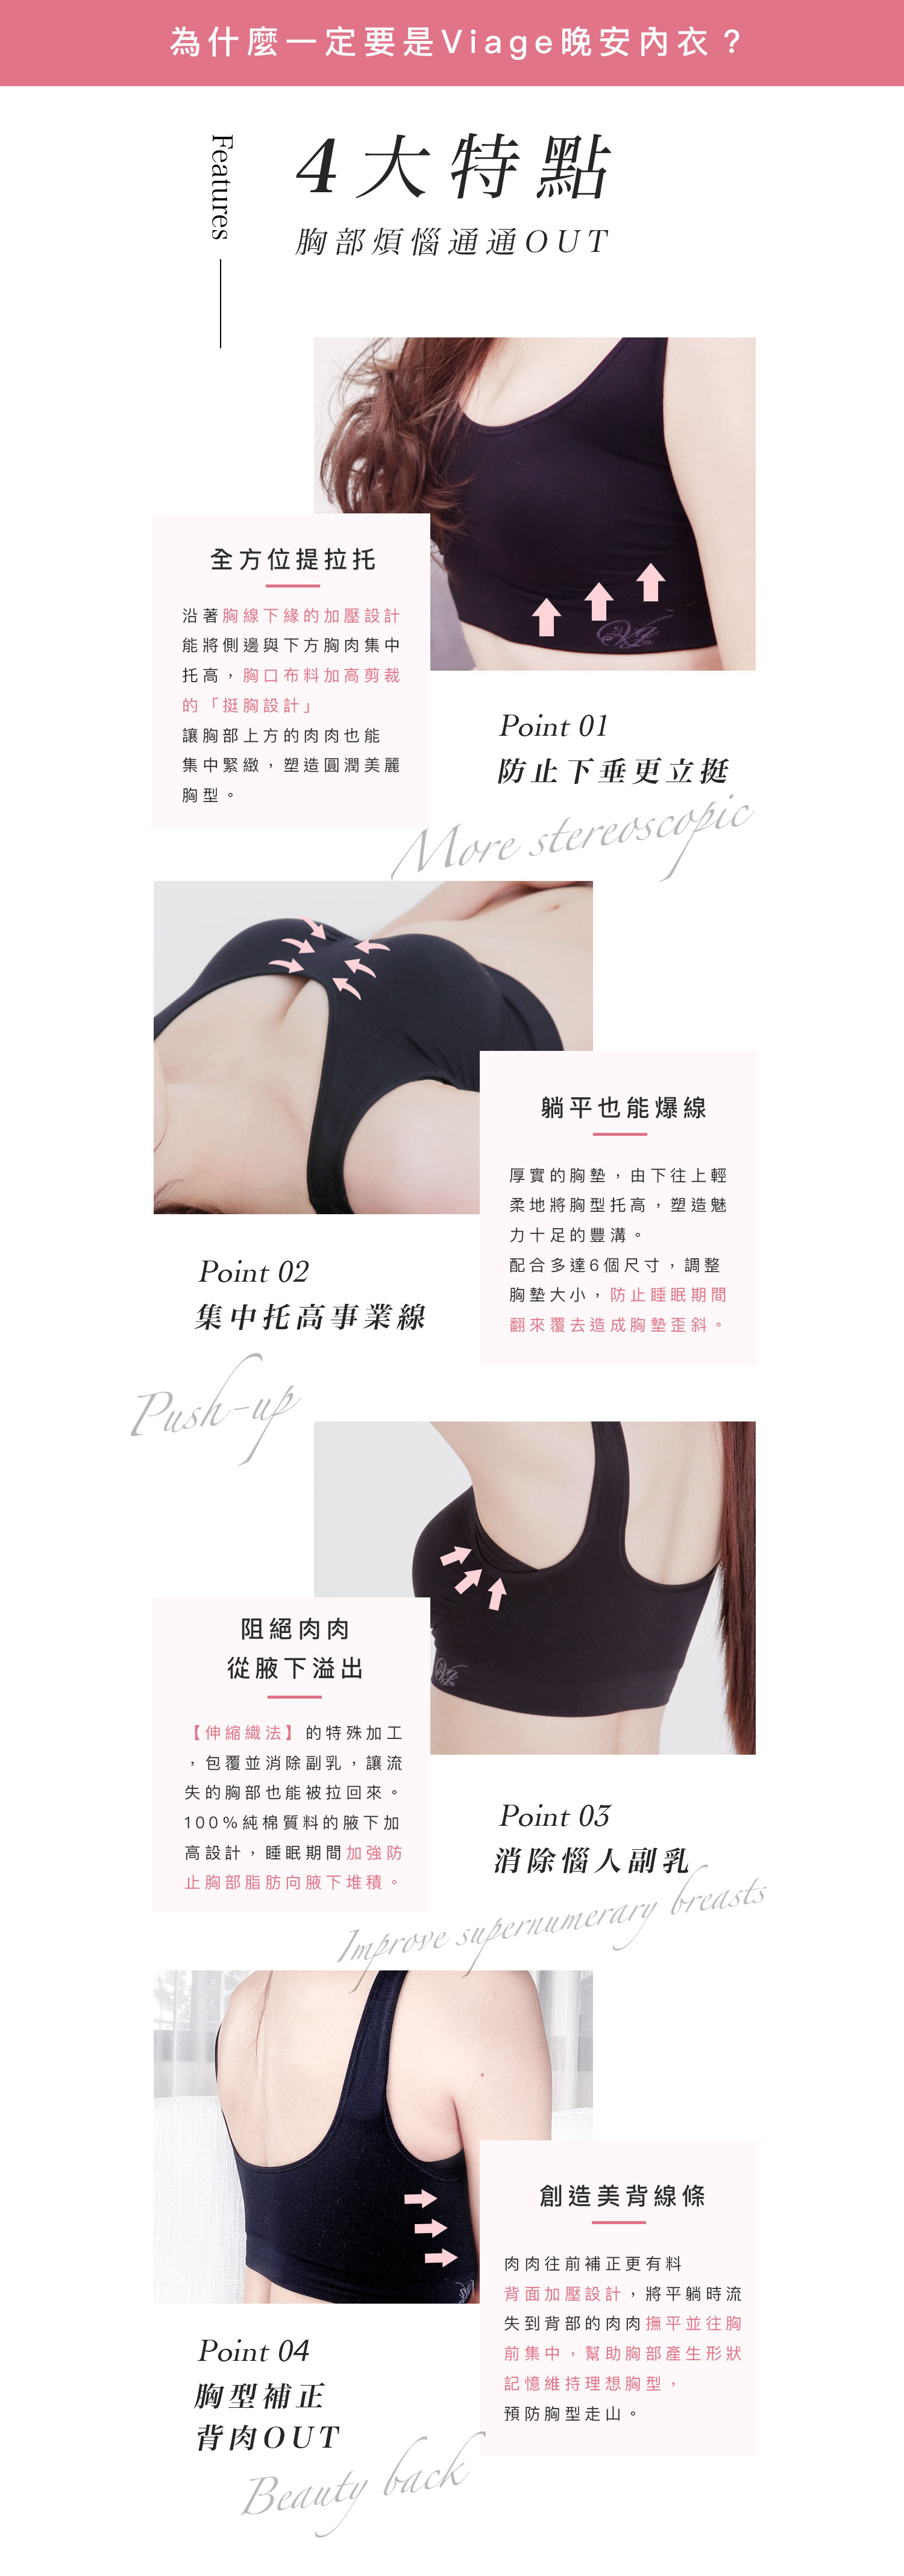 為什麼一定要是Viage晚安內衣？
Features
4大特點
胸部煩惱通通OUT
全方位提拉托
沿著胸線下緣的加壓設計
能將側邊與下方胸肉集中
托高，胸口布料加高剪裁
的「挺胸設計」
讓胸部上方的肉肉也能
集中緊緻，塑造圓潤美麗
胸型。
Point 01
防止下垂更立挺
More stereoscopic
躺平也能爆線
厚實的胸墊，由下往上輕
柔地將胸型托高，塑造魅
力十足的豐溝。
配合多達6個尺寸，調整
胸墊大小，防止睡眠期間
翻來覆去造成胸墊歪斜。
Point 02
集中托高事業線
Push-up
阻絕肉肉
從腋下溢出
【伸縮織法】的特殊加工
，包覆並消除副乳，讓流
失的胸部也能被拉回來。
100%純棉質料的腋下加
高設計，睡眠期間加強防
止胸部脂肪向腋下堆積。
Point 03
消除惱人副乳
Improve supernumerary breasts
創造美背線條
肉肉往前補正更有料
背面加壓設計，將平躺時流
失到背部的肉肉撫平並往胸
前集中，幫助胸部產生形狀
記憶維持理想胸型，
預防胸型走山。
Point 04
胸型補正
背肉OUT
Beauty back